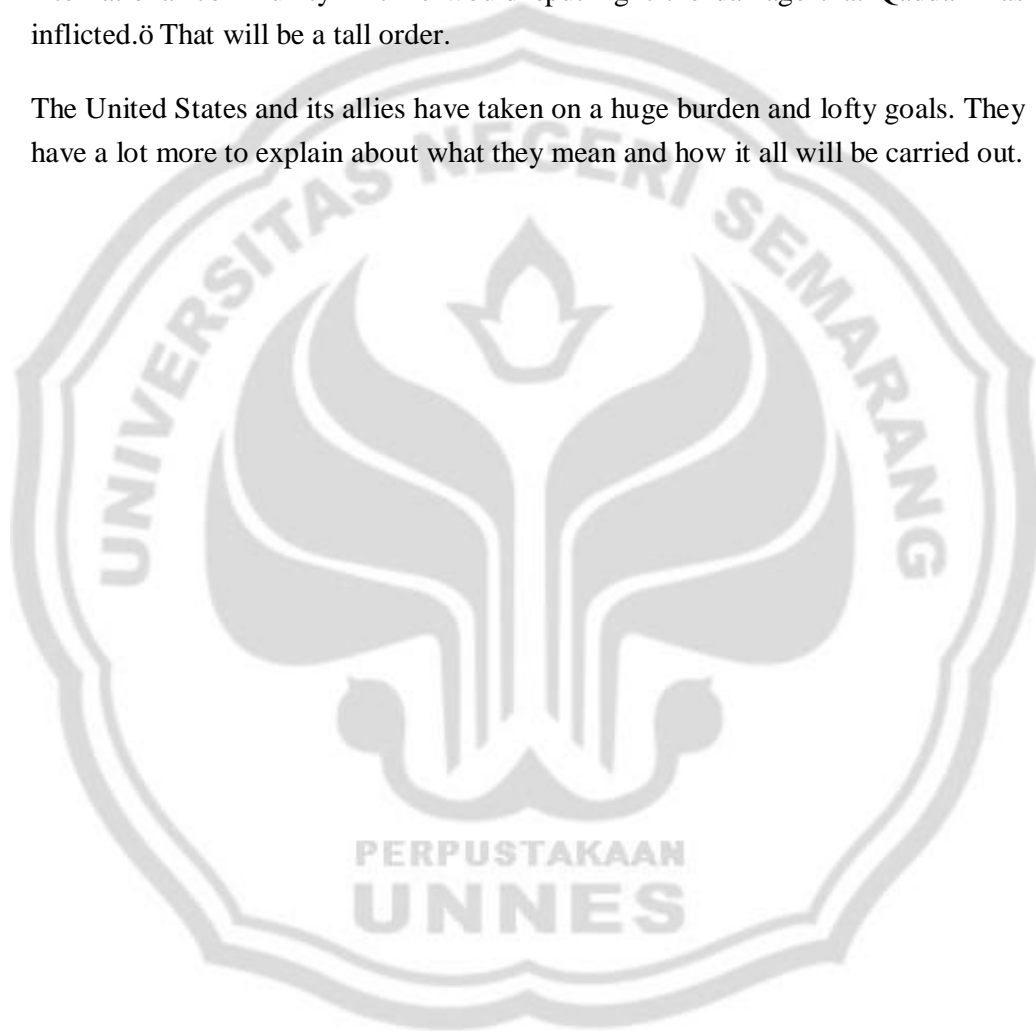 inflicted.ö That will be a tall order.
The United States and its allies have taken on a huge burden and lofty goals. They
have a lot more to explain about what they mean and how it all will be carried out.
UNIVERSITAS NEGERI SEMARANG
PERPUSTAKAAN
UNNES